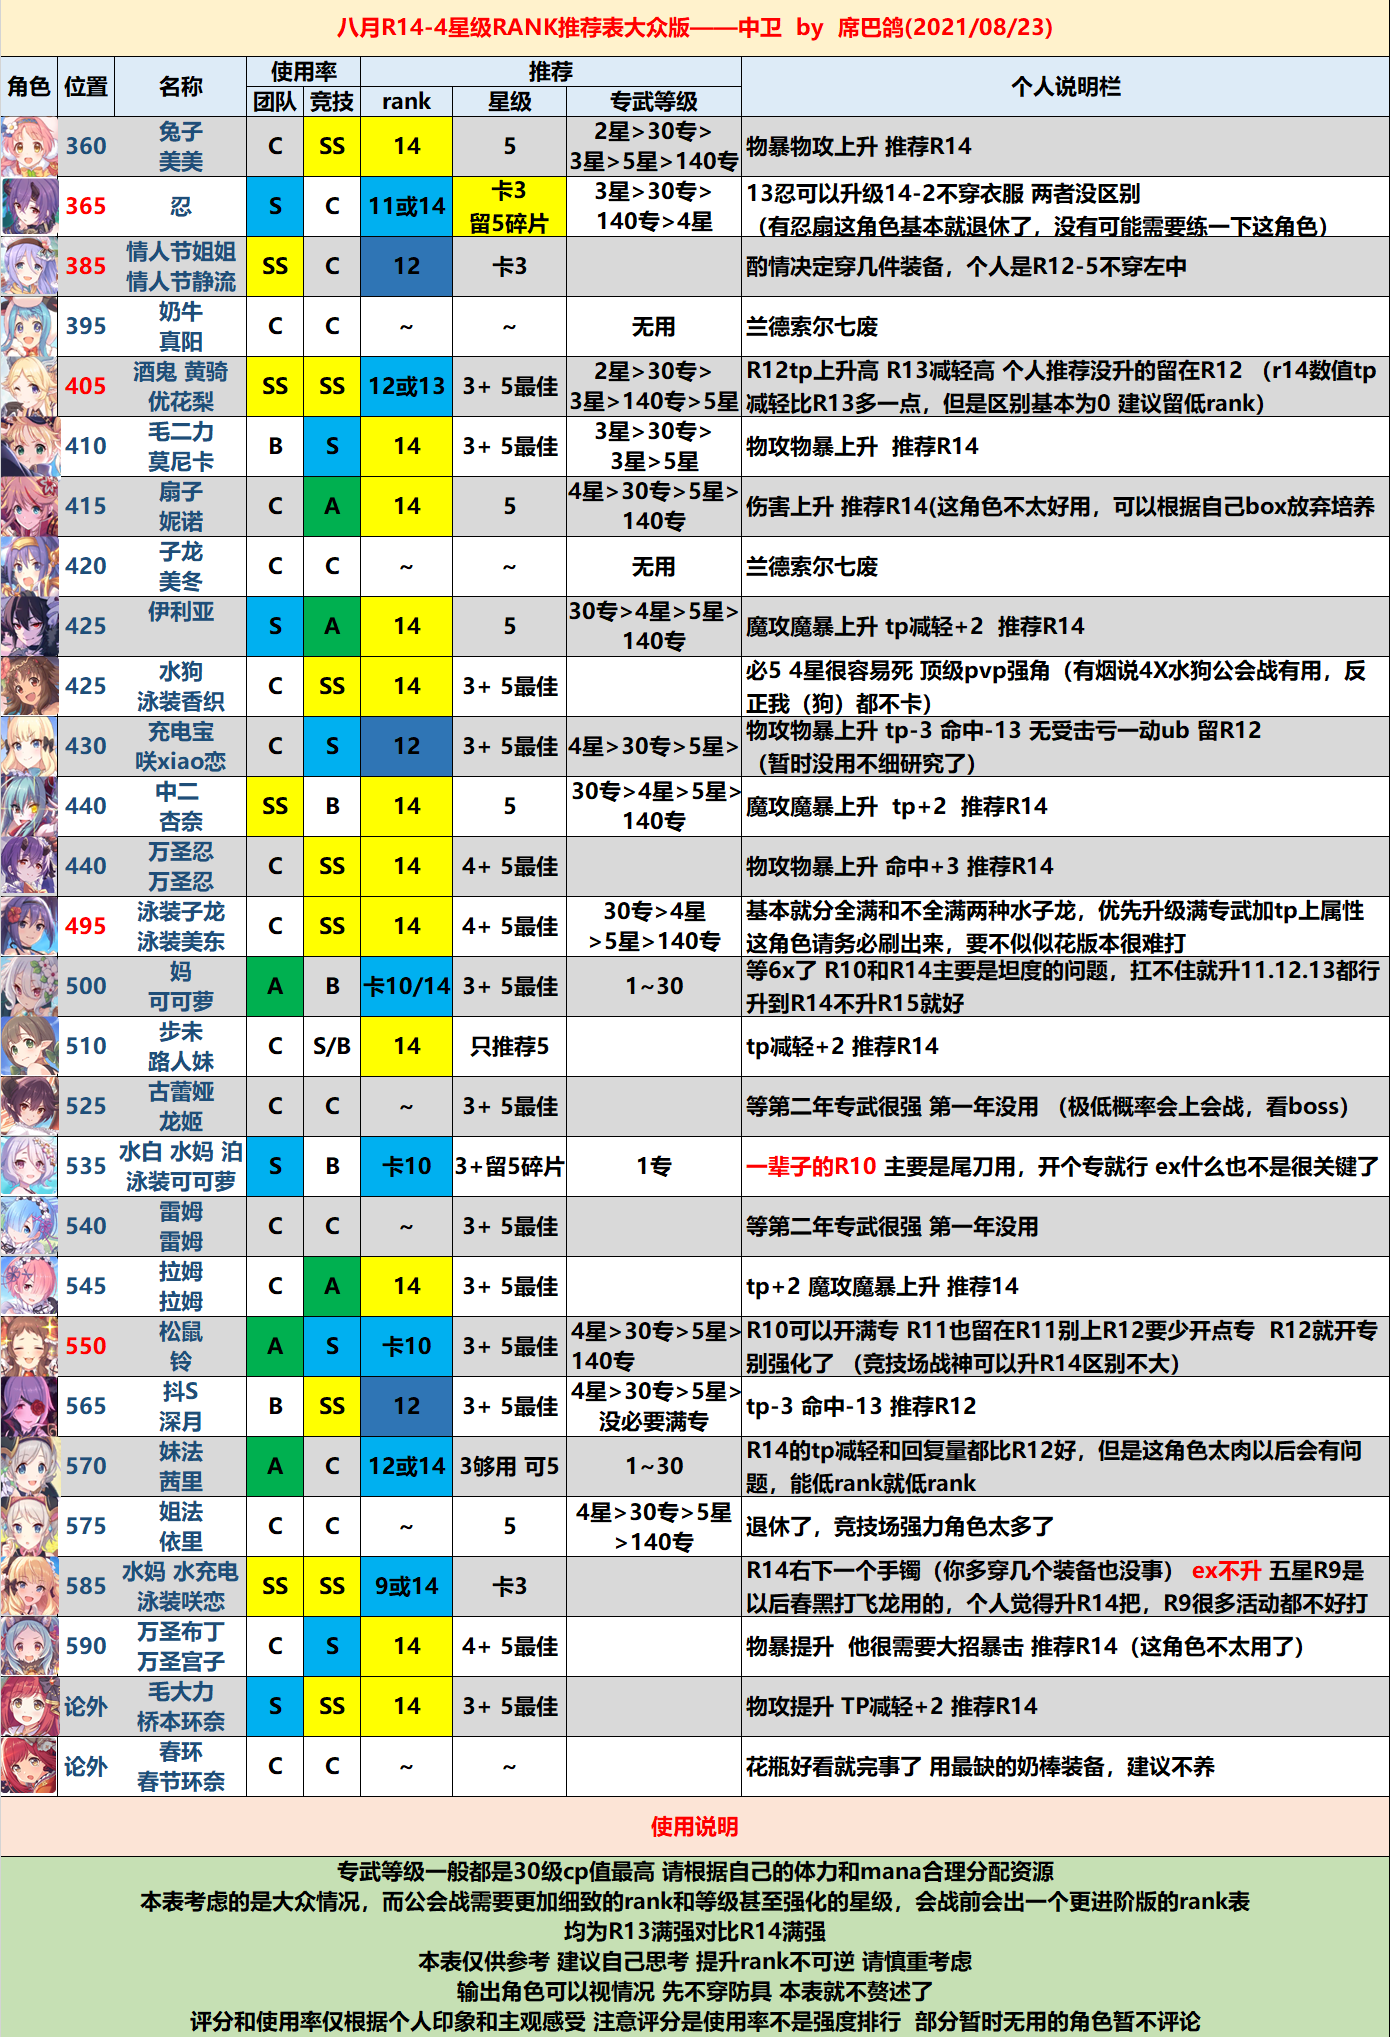 八月R14-4星级RANK推荐表大众版——中卫 by 席巴鸽(2021/08/23)
角色 位置 名称 使用率 推荐 个人说明栏
团队 竞技 rank 星级 专武等级
360 兔子 美美 C SS 14 5 2星>30专>3星>5星>140专 物暴物攻上升 推荐R14
365 忍 S C 11或14 卡3 留5碎片 3星>30专>140专>4星 13忍可以升级14-2不穿衣服 两者没区别
（有忍扇这角色基本就退休了，没有可能需要练一下这角色）
385 情人节姐姐 情人节静流 SS C 12 卡3 酌情决定穿几件装备，个人是R12-5不穿左中
395 奶牛 真阳 C C ~ ~ 无用 兰德索尔七废
405 酒鬼 黄骑 优花梨 SS SS 12或13 3+ 5最佳 2星>30专>3星>140专>5星 R12tp上升高 R13减轻高 个人推荐没升的留在R12 （r14数值tp
减轻比R13多一点，但是区别基本为0 建议留低rank）
410 毛二力 莫尼卡 B S 14 3+ 5最佳 3星>30专>3星>5星 物攻物暴上升 推荐R14
415 扇子 妮诺 C A 14 5 4星>30专>5星>140专 伤害上升 推荐R14(这角色不太好用，可以根据自己box放弃培养
420 子龙 美冬 C C ~ ~ 无用 兰德索尔七废
425 伊利亚 S A 14 5 30专>4星>5星>140专 魔攻魔暴上升 tp减轻+2 推荐R14
425 水狗 泳装香织 C SS 14 3+ 5最佳 必5 4星很容易死 顶级pvp强角（有烟说4X水狗公会战有用，反
正我（狗）都不卡）
430 充电宝 咲xiao恋 C S 12 3+ 5最佳 4星>30专>5星> 物攻物暴上升 tp-3 命中-13 无受击亏一动ub 留R12
（暂时没用不细研究了）
440 中二 杏奈 SS B 14 5 30专>4星>5星>140专 魔攻魔暴上升 tp+2 推荐R14
440 万圣忍 万圣忍 C SS 14 4+ 5最佳 物攻物暴上升 命中+3 推荐R14
495 泳装子龙 泳装美东 C SS 14 4+ 5最佳 30专>4星>5星>140专 基本就分全满和不全满两种水子龙，优先升级满专武加tp上属性
这角色请务必刷出来，要不似似花版本很难打
500 妈 可可萝 A B 卡10/14 3+ 5最佳 1~30 等6x了 R10和R14主要是坦度的问题，扛不住就升11.12.13都行
升到R14不升R15就好
510 步未 路人妹 C S/B 14 只推荐5 tp减轻+2 推荐R14
525 古蕾娅 龙姬 C C ~ 3+ 5最佳 等第二年专武很强 第一年没用 （极低概率会上会战，看boss）
535 水白 水妈 泊 泳装可可萝 S B 卡10 3+留5碎片 1专 一辈子的R10 主要是尾刀用，开个专就行 ex什么也不是很关键了
540 雷姆 雷姆 C C ~ 3+ 5最佳 等第二年专武很强 第一年没用
545 拉姆 拉姆 C A 14 3+ 5最佳 tp+2 魔攻魔暴上升 推荐14
550 松鼠 铃 A S 卡10 3+ 5最佳 4星>30专>5星>140专 R10可以开满专 R11也留在R11别上R12要少开点专 R12就开专
别强化了 （竞技场战神可以升R14区别不大）
565 抖S 深月 B SS 12 3+ 5最佳 4星>30专>5星>没必要满专 tp-3 命中-13 推荐R12
570 妹法 茜里 A C 12或14 3够用 可5 1~30 R14的tp减轻和回复量都比R12好，但是这角色太肉以后会有问
题，能低rank就低rank
575 姐法 依里 C C ~ 5 4星>30专>5星>140专 退休了，竞技场强力角色太多了
585 水妈 水充电 泳装咲恋 SS SS 9或14 卡3 R14右下一个手镯（你多穿几个装备也没事） ex不升 五星R9是
以后春黑打飞龙用的，个人觉得升R14把，R9很多活动都不好打
590 万圣布丁 万圣宫子 C S 14 4+ 5最佳 物暴提升 他很需要大招暴击 推荐R14（这角色不太用了）
论外 毛大力 桥本环奈 S SS 14 3+ 5最佳 物攻提升 TP减轻+2 推荐R14
论外 春环 春节环奈 C C ~ ~ 花瓶好看就完事了 用最缺的奶棒装备，建议不养
使用说明
专武等级一般都是30级cp值最高 请根据自己的体力和mana合理分配资源
本表考虑的是大众情况，而公会战需要更加细致的rank和等级甚至强化的星级，会战前会出一个更进阶版的rank表
均为R13满强对比R14满强
本表仅供参考 建议自己思考 提升rank不可逆 请慎重考虑
输出角色可以视情况 先不穿防具 本表就不赘述了
评分和使用率仅根据个人印象和主观感受 注意评分是使用率不是强度排行 部分暂时无用的角色暂不评论